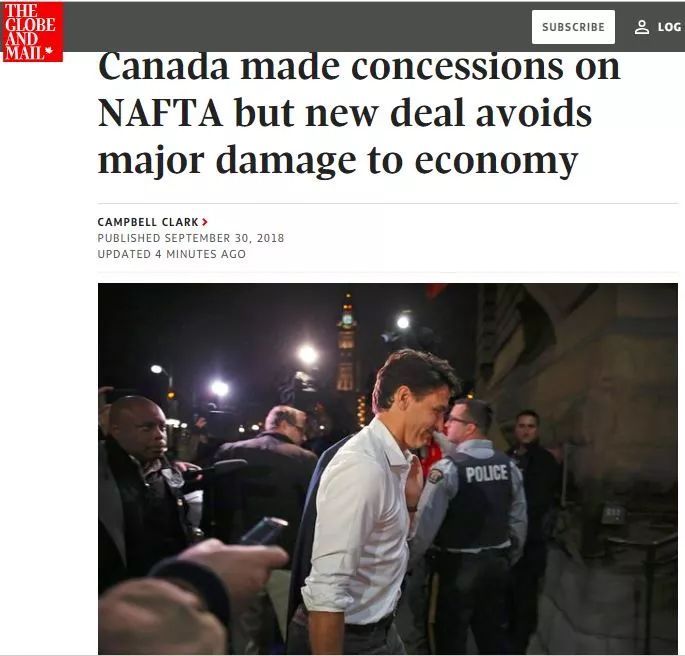 THE
GLOBE
AND
MAIL
SUBSCRIBE
LOG
Canada made concessions on
NAFTA but new deal avoids
major damage to economy
CAMPBELL CLARK >
PUBLISHED SEPTEMBER 30, 2018
UPDATED 4 MINUTES AGO
POLICE